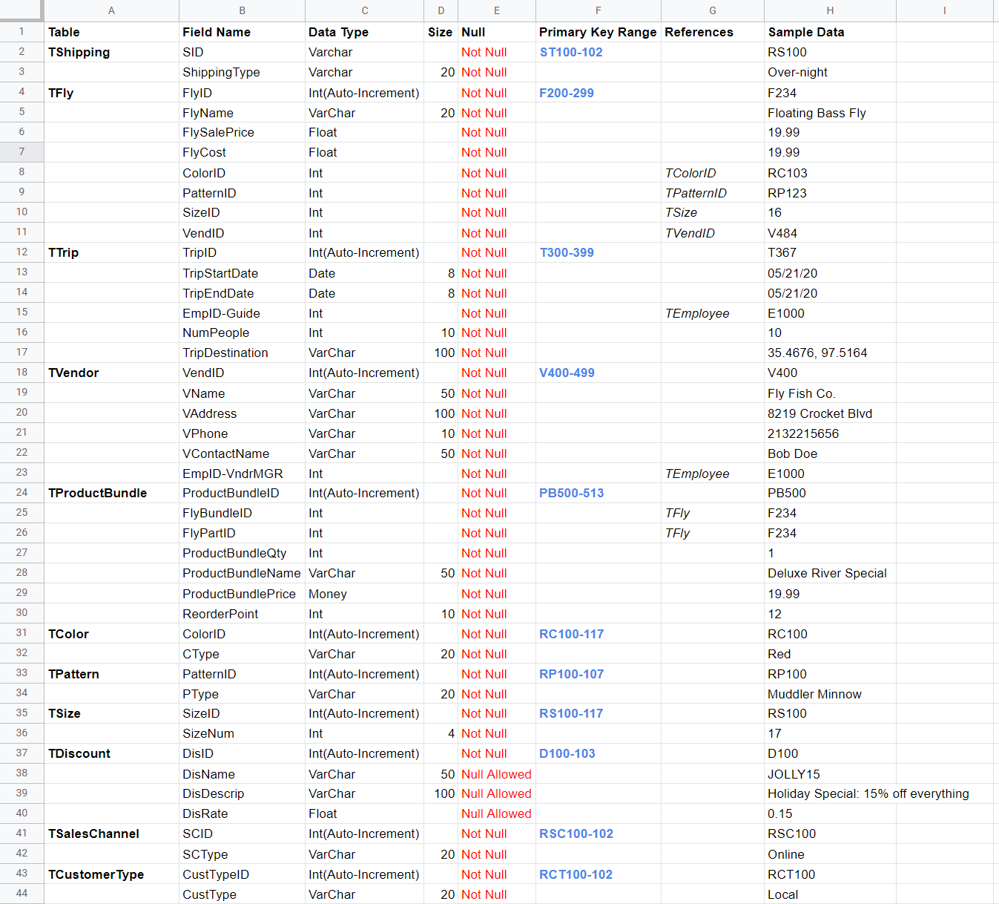 A B C D E F G H I
1 Table Field Name Data Type Size Null Primary Key Range References Sample Data
2 TShipping SID Varchar Not Null ST100-102 RS100
3 ShippingType Varchar 20 Not Null Over-night
4 TFly FlyID Int(Auto-Increment) Not Null F200-299 F234
5 FlyName VarChar 20 Not Null Floating Bass Fly
6 FlySalePrice Float Not Null 19.99
7 FlyCost Float Not Null 19.99
8 ColorID Int Not Null TColorID RC103
9 PatternID Int Not Null TPatternID RP123
10 SizeID Int Not Null TSize 16
11 VendID Int Not Null TVendID V484
12 TTrip TripID Int(Auto-Increment) Not Null T300-399 T367
13 TripStartDate Date 8 Not Null 05/21/20
14 TripEndDate Date 8 Not Null 05/21/20
15 EmpID-Guide Int Not Null TEmployee E1000
16 NumPeople Int 10 Not Null 10
17 TripDestination VarChar 100 Not Null 35.4676, 97.5164
18 TVendor VendID Int(Auto-Increment) Not Null V400-499 V400
19 VName VarChar 50 Not Null Fly Fish Co.
20 VAddress VarChar 100 Not Null 8219 Crocket Blvd
21 VPhone VarChar 10 Not Null 2132215656
22 VContactName VarChar 50 Not Null Bob Doe
23 EmpID-VndrMGR Int Not Null TEmployee E1000
24 TProductBundle ProductBundleID Int(Auto-Increment) Not Null PB500-513 PB500
25 FlyBundleID Int Not Null TFly F234
26 FlyPartID Int Not Null TFly F234
27 ProductBundleQty Int Not Null 1
28 ProductBundleName VarChar 50 Not Null Deluxe River Special
29 ProductBundlePrice Money Not Null 19.99
30 ReorderPoint Int 10 Not Null 12
31 TColor ColorID Int(Auto-Increment) Not Null RC100-117 RC100
32 CType VarChar 20 Not Null Red
33 TPattern PatternID Int(Auto-Increment) Not Null RP100-107 RP100
34 PType VarChar 20 Not Null Muddler Minnow
35 TSize SizeID Int(Auto-Increment) Not Null RS100-117 RS100
36 SizeNum Int 4 Not Null 17
37 TDiscount DisID Int(Auto-Increment) Not Null D100-103 D100
38 DisName VarChar 50 Null Allowed JOLLY15
39 DisDescrip VarChar 100 Null Allowed Holiday Special: 15% off everything
40 DisRate Float Null Allowed 0.15
41 TSalesChannel SCID Int(Auto-Increment) Not Null RSC100-102 RSC100
42 SCType VarChar 20 Not Null Online
43 TCustomerType CustTypeID Int(Auto-Increment) Not Null RCT100-102 RCT100
44 CustType VarChar 20 Not Null Local